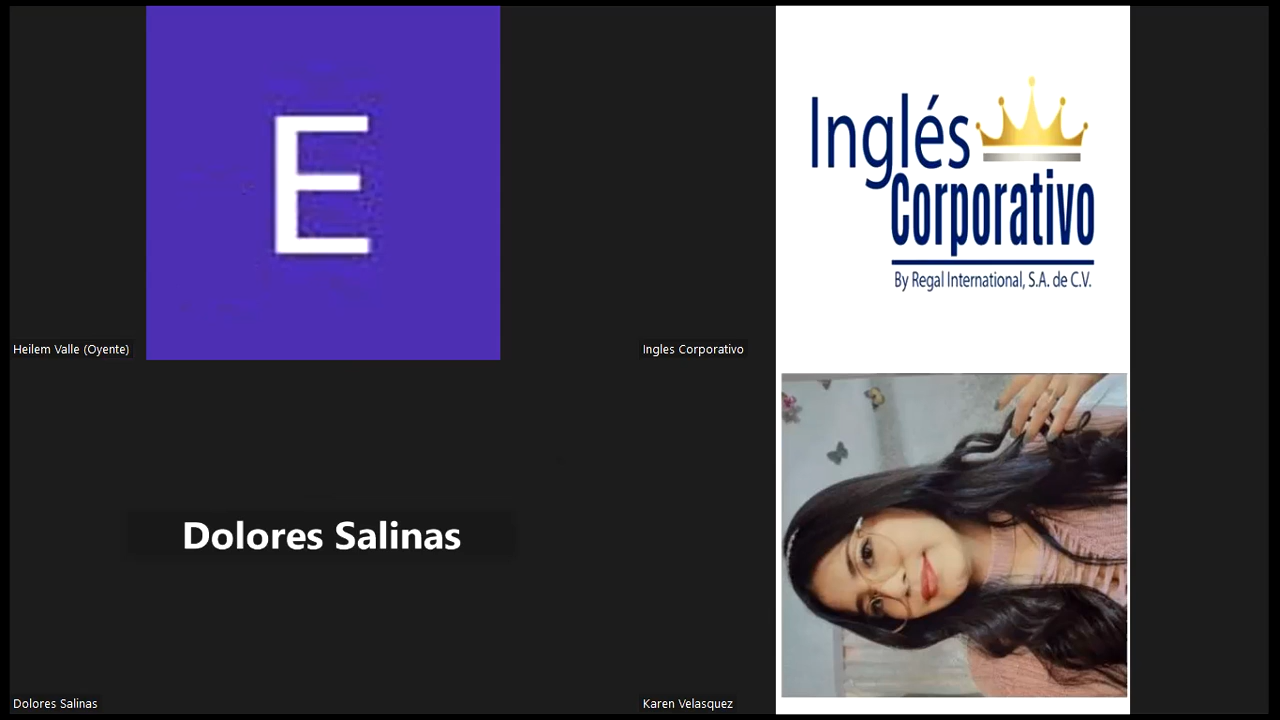 E
Inglés
Corporativo
By Regal International, S.A. de C.V.
Heilem Valle (Oyente)
Ingles Corporativo
Dolores Salinas
Dolores Salinas
Karen Velasquez